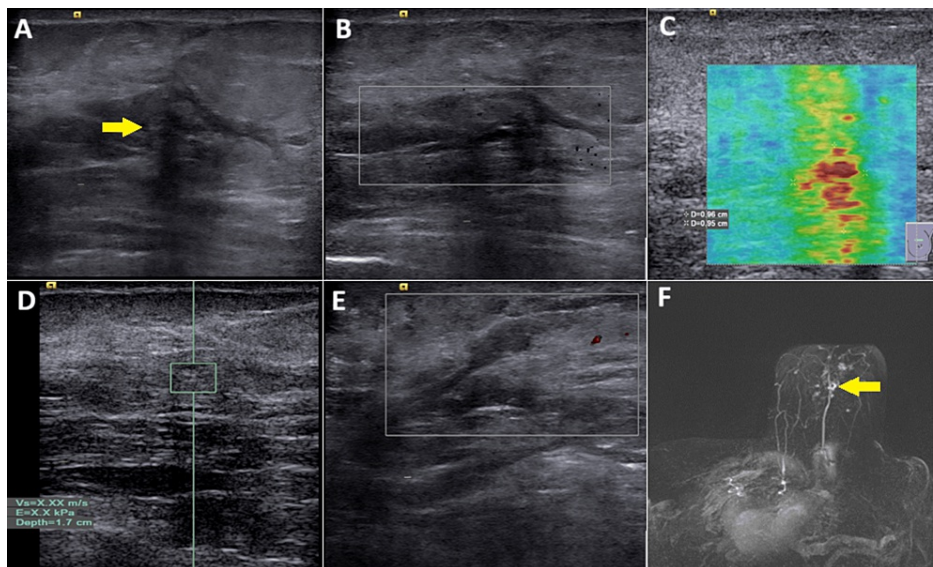 A
B
C
D=0.96 cm
D=0.95 cm
D
E
F
Vs=X.XX m/s
E=X.X kPa
Depth=1.7 cm